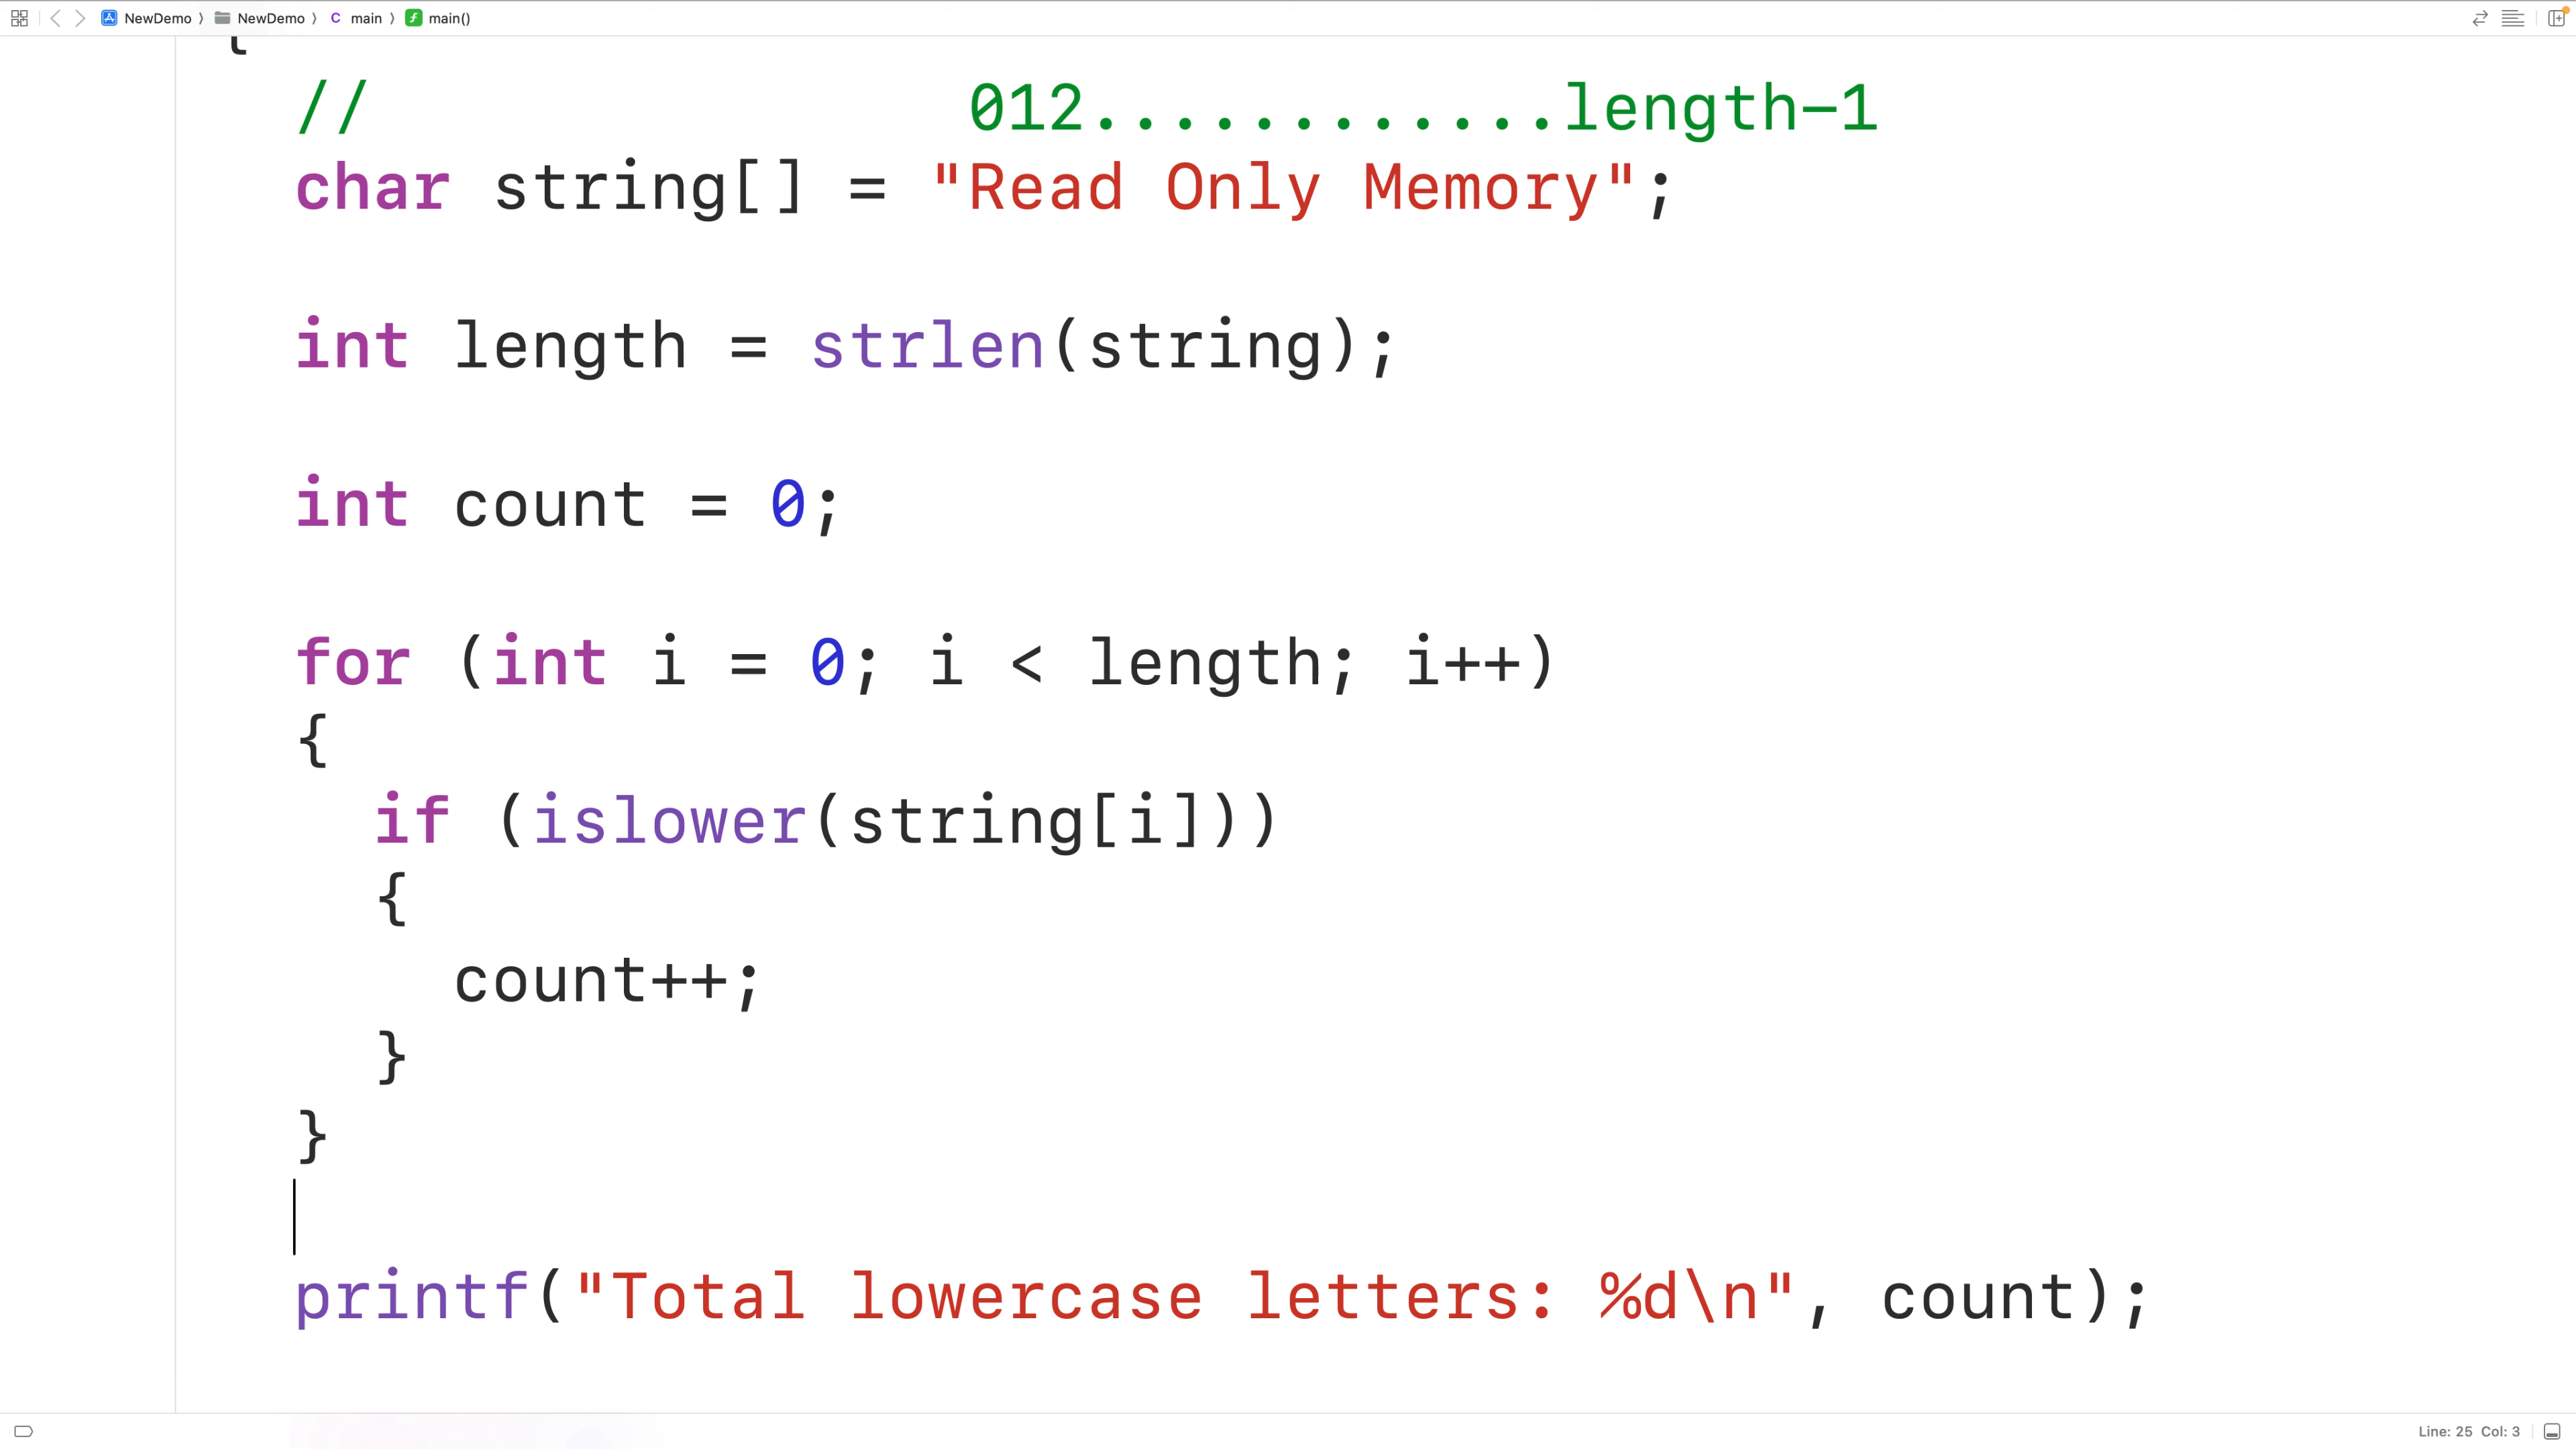 NewDemo 〉 NewDemo 〉 C main 〉 f main()
{
// 012............length-1
char string[] = "Read Only Memory";
int length = strlen(string);
int count = 0;
for (int i = 0; i < length; i++)
{
if (islower(string[i]))
{
count++;
}
}
printf("Total lowercase letters: %d\n", count);
Line: 25 Col: 3